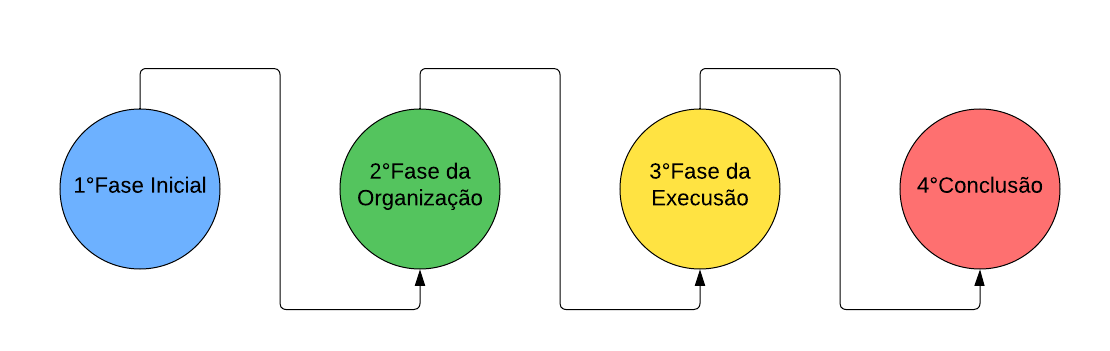 1°Fase Inicial
2°Fase da
Organização
3°Fase da
Execusão
4°Conclusão